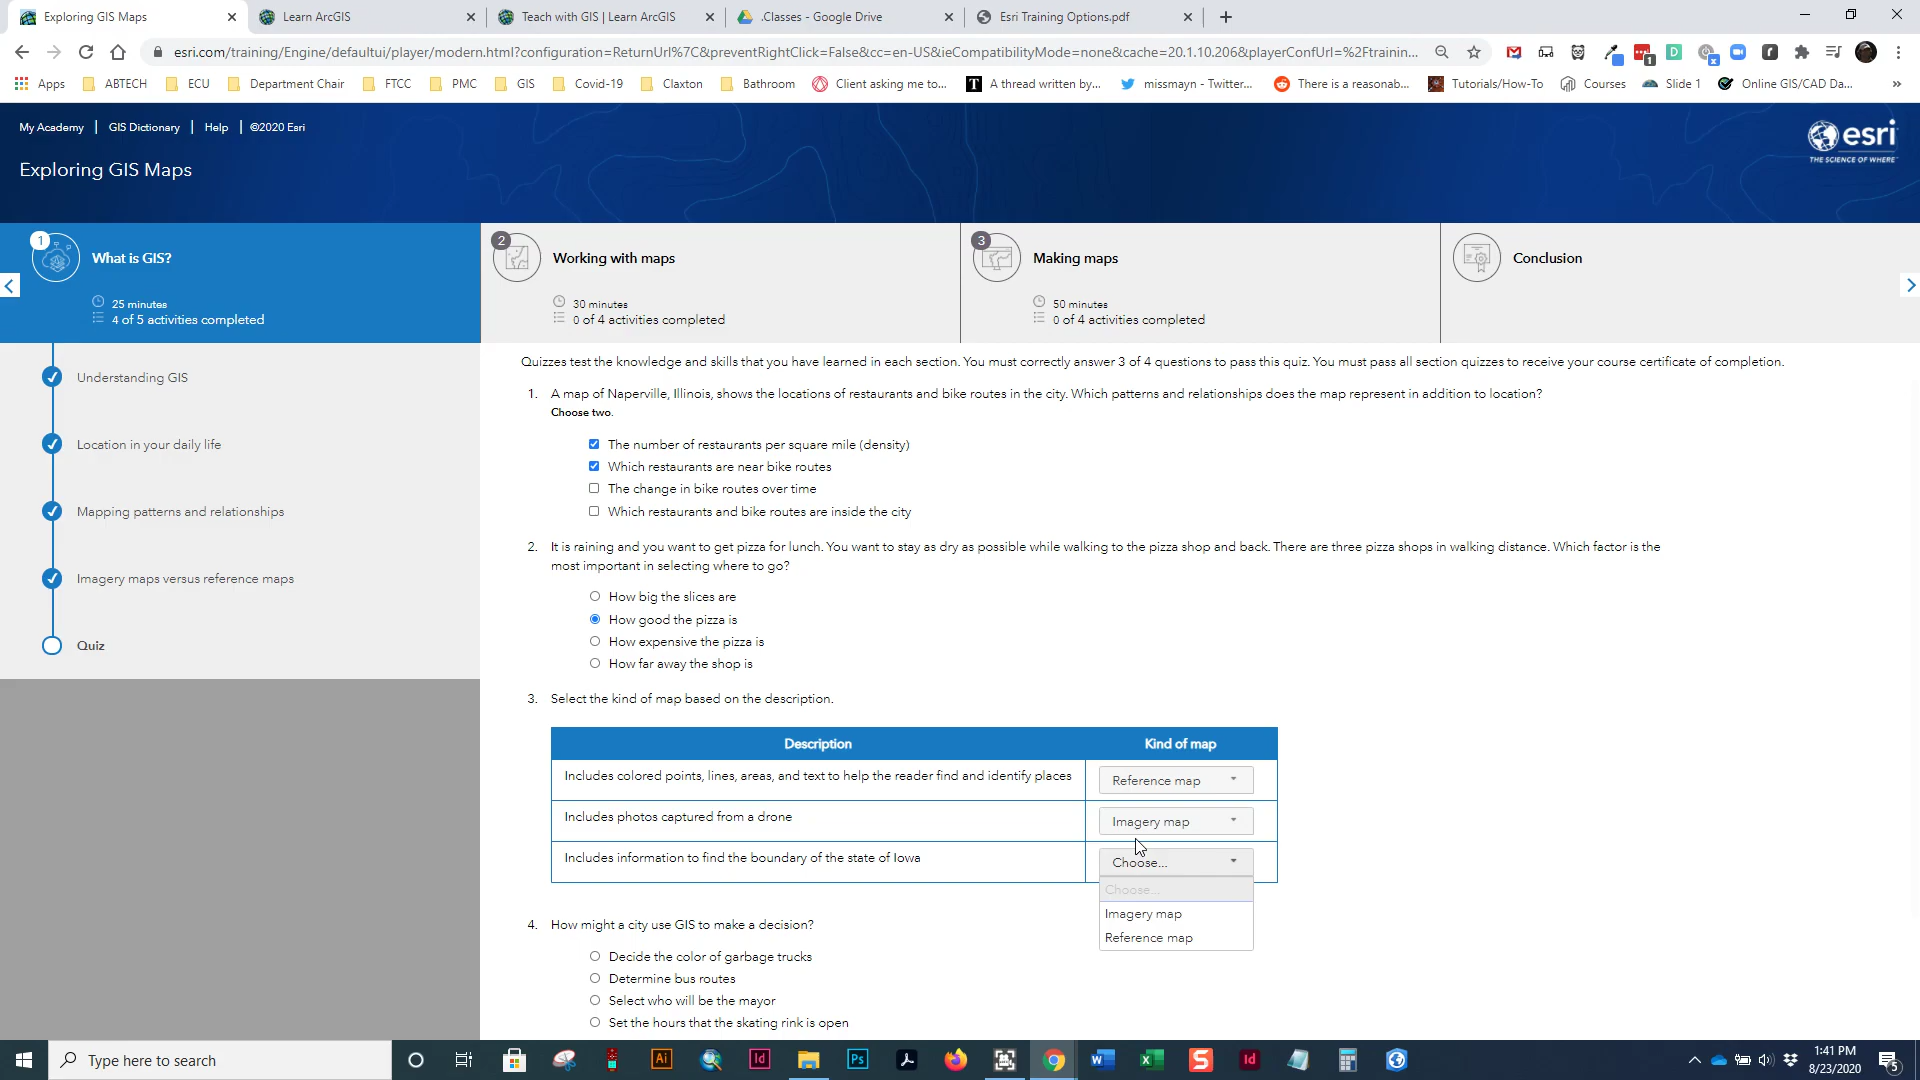 Exploring GIS Maps
Learn ArcGIS
Teach with GIS | Learn ArcGIS
.Classes - Google Drive
Esri Training Options.pdf
esri.com/training/Engine/defaultui/player/modern.html?configuration=ReturnUrl%7C&preventRightClick=False&cc=en-US&ieCompatibilityMode=none&cache=20.1.10.206&playerConfUrl=%2Ftrainin...
Apps
ABTECH
ECU
Department Chair
FTCC
PMC
GIS
Covid-19
Claxton
Bathroom
Client asking me to...
A thread written by...
missmayn - Twitter...
There is a reasonab...
Tutorials/How-To
Courses
Slide 1
Online GIS/CAD Da...
My Academy | GIS Dictionary | Help | ©2020 Esri
esri
THE SCIENCE OF WHERE
Exploring GIS Maps
1
What is GIS?
25 minutes
4 of 5 activities completed
2
Working with maps
30 minutes
0 of 4 activities completed
3
Making maps
50 minutes
0 of 4 activities completed
Conclusion
Understanding GIS
Location in your daily life
Mapping patterns and relationships
Imagery maps versus reference maps
Quiz
Quizzes test the knowledge and skills that you have learned in each section. You must correctly answer 3 of 4 questions to pass this quiz. You must pass all section quizzes to receive your course certificate of completion.
1. A map of Naperville, Illinois, shows the locations of restaurants and bike routes in the city. Which patterns and relationships does the map represent in addition to location?
Choose two.
The number of restaurants per square mile (density)
Which restaurants are near bike routes
The change in bike routes over time
Which restaurants and bike routes are inside the city
2. It is raining and you want to get pizza for lunch. You want to stay as dry as possible while walking to the pizza shop and back. There are three pizza shops in walking distance. Which factor is the
most important in selecting where to go?
How big the slices are
How good the pizza is
How expensive the pizza is
How far away the shop is
3. Select the kind of map based on the description.
Description
Kind of map
Includes colored points, lines, areas, and text to help the reader find and identify places
Reference map
Includes photos captured from a drone
Imagery map
Includes information to find the boundary of the state of Iowa
Choose...
Choose...
Imagery map
Reference map
4. How might a city use GIS to make a decision?
Decide the color of garbage trucks
Determine bus routes
Select who will be the mayor
Set the hours that the skating rink is open
Type here to search
1:41 PM
8/23/2020
5